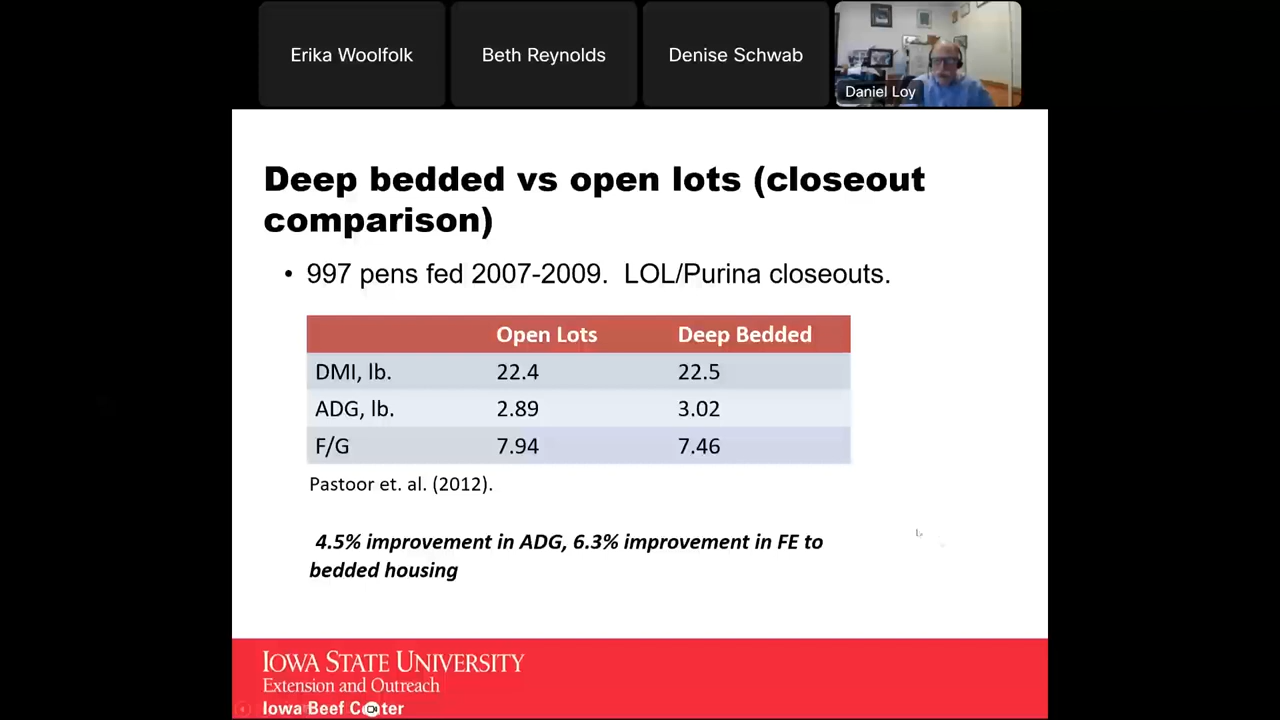 Erika Woolfolk
Beth Reynolds
Denise Schwab
Daniel Loy
Deep bedded vs open lots (closeout
comparison)
• 997 pens fed 2007-2009. LOL/Purina closeouts.
Open Lots Deep Bedded
DMI, lb. 22.4 22.5
ADG, lb. 2.89 3.02
F/G 7.94 7.46
Pastoor et. al. (2012).
4.5% improvement in ADG, 6.3% improvement in FE to
bedded housing
IOWA STATE UNIVERSITY
Extension and Outreach
Iowa Beef Center